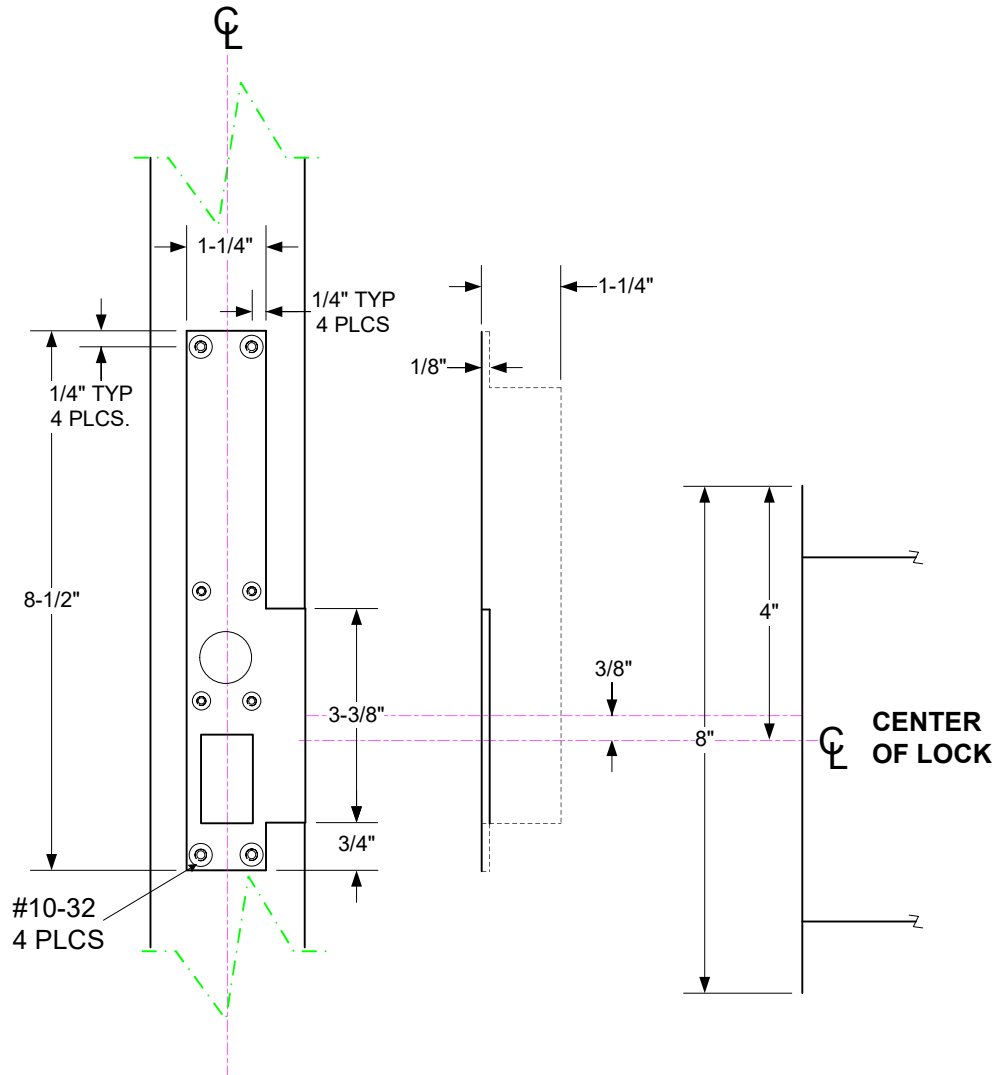 ℄
1-1/4"
1/4" TYP
4 PLCS
1-1/4"
1/8"
1/4" TYP
4 PLCS.
8-1/2"
4"
3/8"
3-3/8"
8"
℄
CENTER
OF LOCK
3/4"
#10-32
4 PLCS